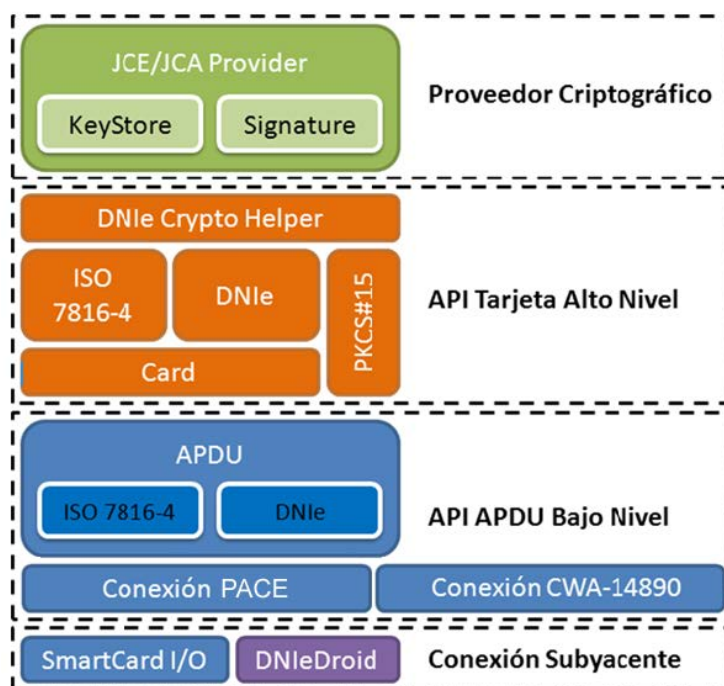 JCE/JCA Provider
KeyStore
Signature
Proveedor Criptográfico
DNIe Crypto Helper
ISO
7816-4
DNIe
PKCS#15
Card
API Tarjeta Alto Nivel
APDU
ISO 7816-4
DNIe
API APDU Bajo Nivel
Conexión PACE
Conexión CWA-14890
SmartCard I/O
DNIeDroid
Conexión Subyacente